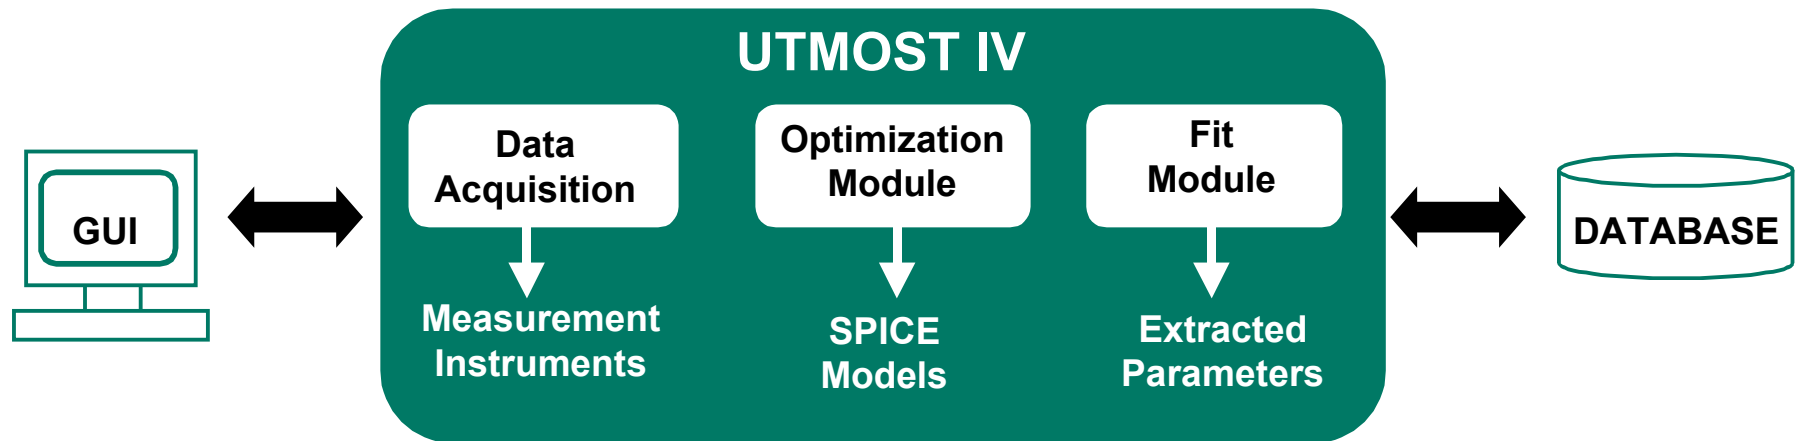 UTMOST IV
GUI
Data
Acquisition
Measurement
Instruments
Optimization
Module
SPICE
Models
Fit
Module
Extracted
Parameters
DATABASE